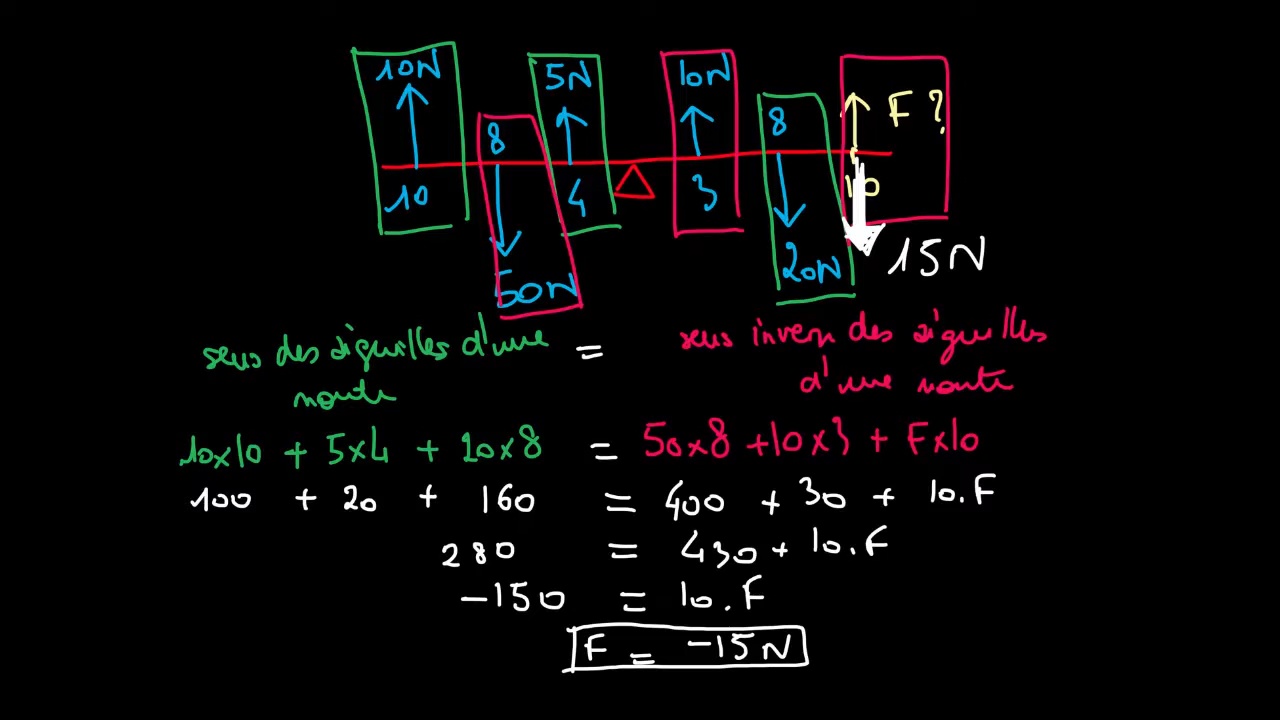 10N 5N 10N F ?
8 8
10 4 3 10
50N 20N 15N
sens des aiguilles d'une = sens invers des aiguilles
montre d'une montre
10x10 + 5x4 + 20x8 = 50x8 + 10x3 + Fx10
100 + 20 + 160 = 400 + 30 + 10.F
280 = 430 + 10.F
-150 = 10.F
F = -15N